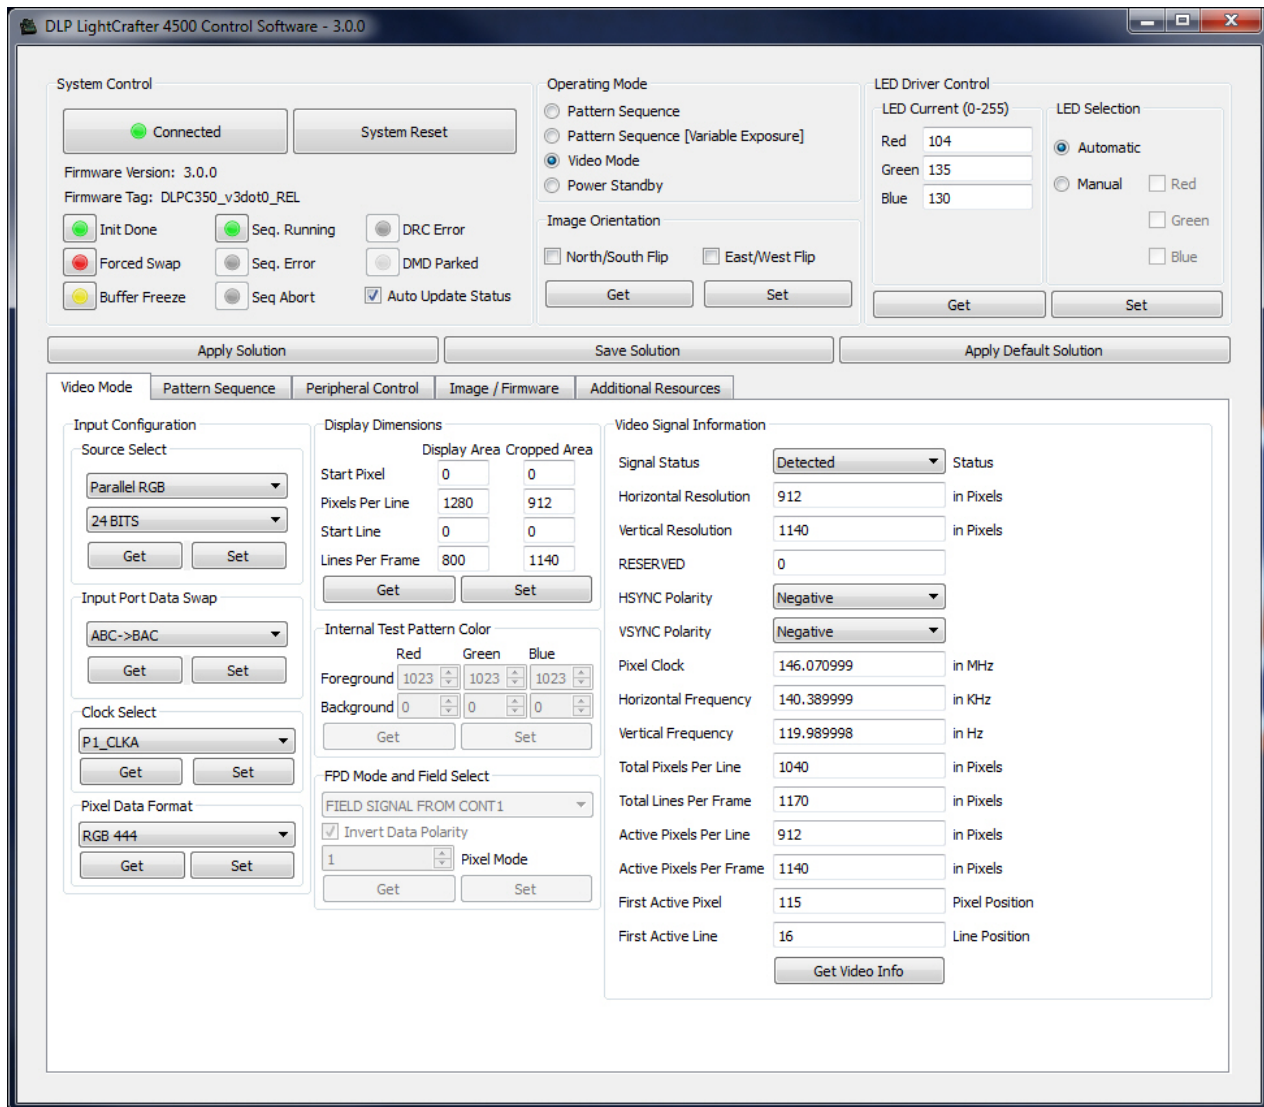 DLP LightCrafter 4500 Control Software - 3.0.0
System Control
Connected
System Reset
Firmware Version: 3.0.0
Firmware Tag: DLPC350_v3dot0_REL
Init Done
Seq. Running
DRC Error
Forced Swap
Seq. Error
DMD Parked
Buffer Freeze
Seq Abort
Auto Update Status
Operating Mode
Pattern Sequence
Pattern Sequence [Variable Exposure]
Video Mode
Power Standby
Image Orientation
North/South Flip
East/West Flip
Get
Set
LED Driver Control
LED Current (0-255)
Red 104
Green 135
Blue 130
LED Selection
Automatic
Manual
Red
Green
Blue
Get
Set
Apply Solution
Save Solution
Apply Default Solution
Video Mode
Pattern Sequence
Peripheral Control
Image / Firmware
Additional Resources
Input Configuration
Source Select
Parallel RGB
24 BITS
Get
Set
Input Port Data Swap
ABC->BAC
Get
Set
Clock Select
P1_CLKA
Get
Set
Pixel Data Format
RGB 444
Get
Set
Display Dimensions
Display Area Cropped Area
Start Pixel 0 0
Pixels Per Line 1280 912
Start Line 0 0
Lines Per Frame 800 1140
Get
Set
Internal Test Pattern Color
Red Green Blue
Foreground 1023 1023 1023
Background 0 0 0
Get
Set
FPD Mode and Field Select
FIELD SIGNAL FROM CONT1
Invert Data Polarity
1 Pixel Mode
Get
Set
Video Signal Information
Signal Status Detected Status
Horizontal Resolution 912 in Pixels
Vertical Resolution 1140 in Pixels
RESERVED 0
HSYNC Polarity Negative
VSYNC Polarity Negative
Pixel Clock 146.070999 in MHz
Horizontal Frequency 140.389999 in KHz
Vertical Frequency 119.989998 in Hz
Total Pixels Per Line 1040 in Pixels
Total Lines Per Frame 1170 in Pixels
Active Pixels Per Line 912 in Pixels
Active Pixels Per Frame 1140 in Pixels
First Active Pixel 115 Pixel Position
First Active Line 16 Line Position
Get Video Info